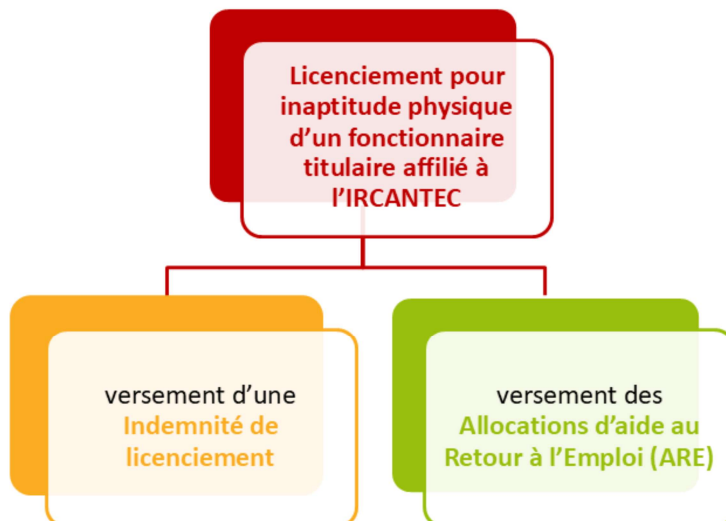 Licenciement pour
inaptitude physique
d’un fonctionnaire
titulaire affilié à
l’IRCANTEC
versement d’une
Indemnité de
licenciement
versement des
Allocations d’aide au
Retour à l’Emploi (ARE)